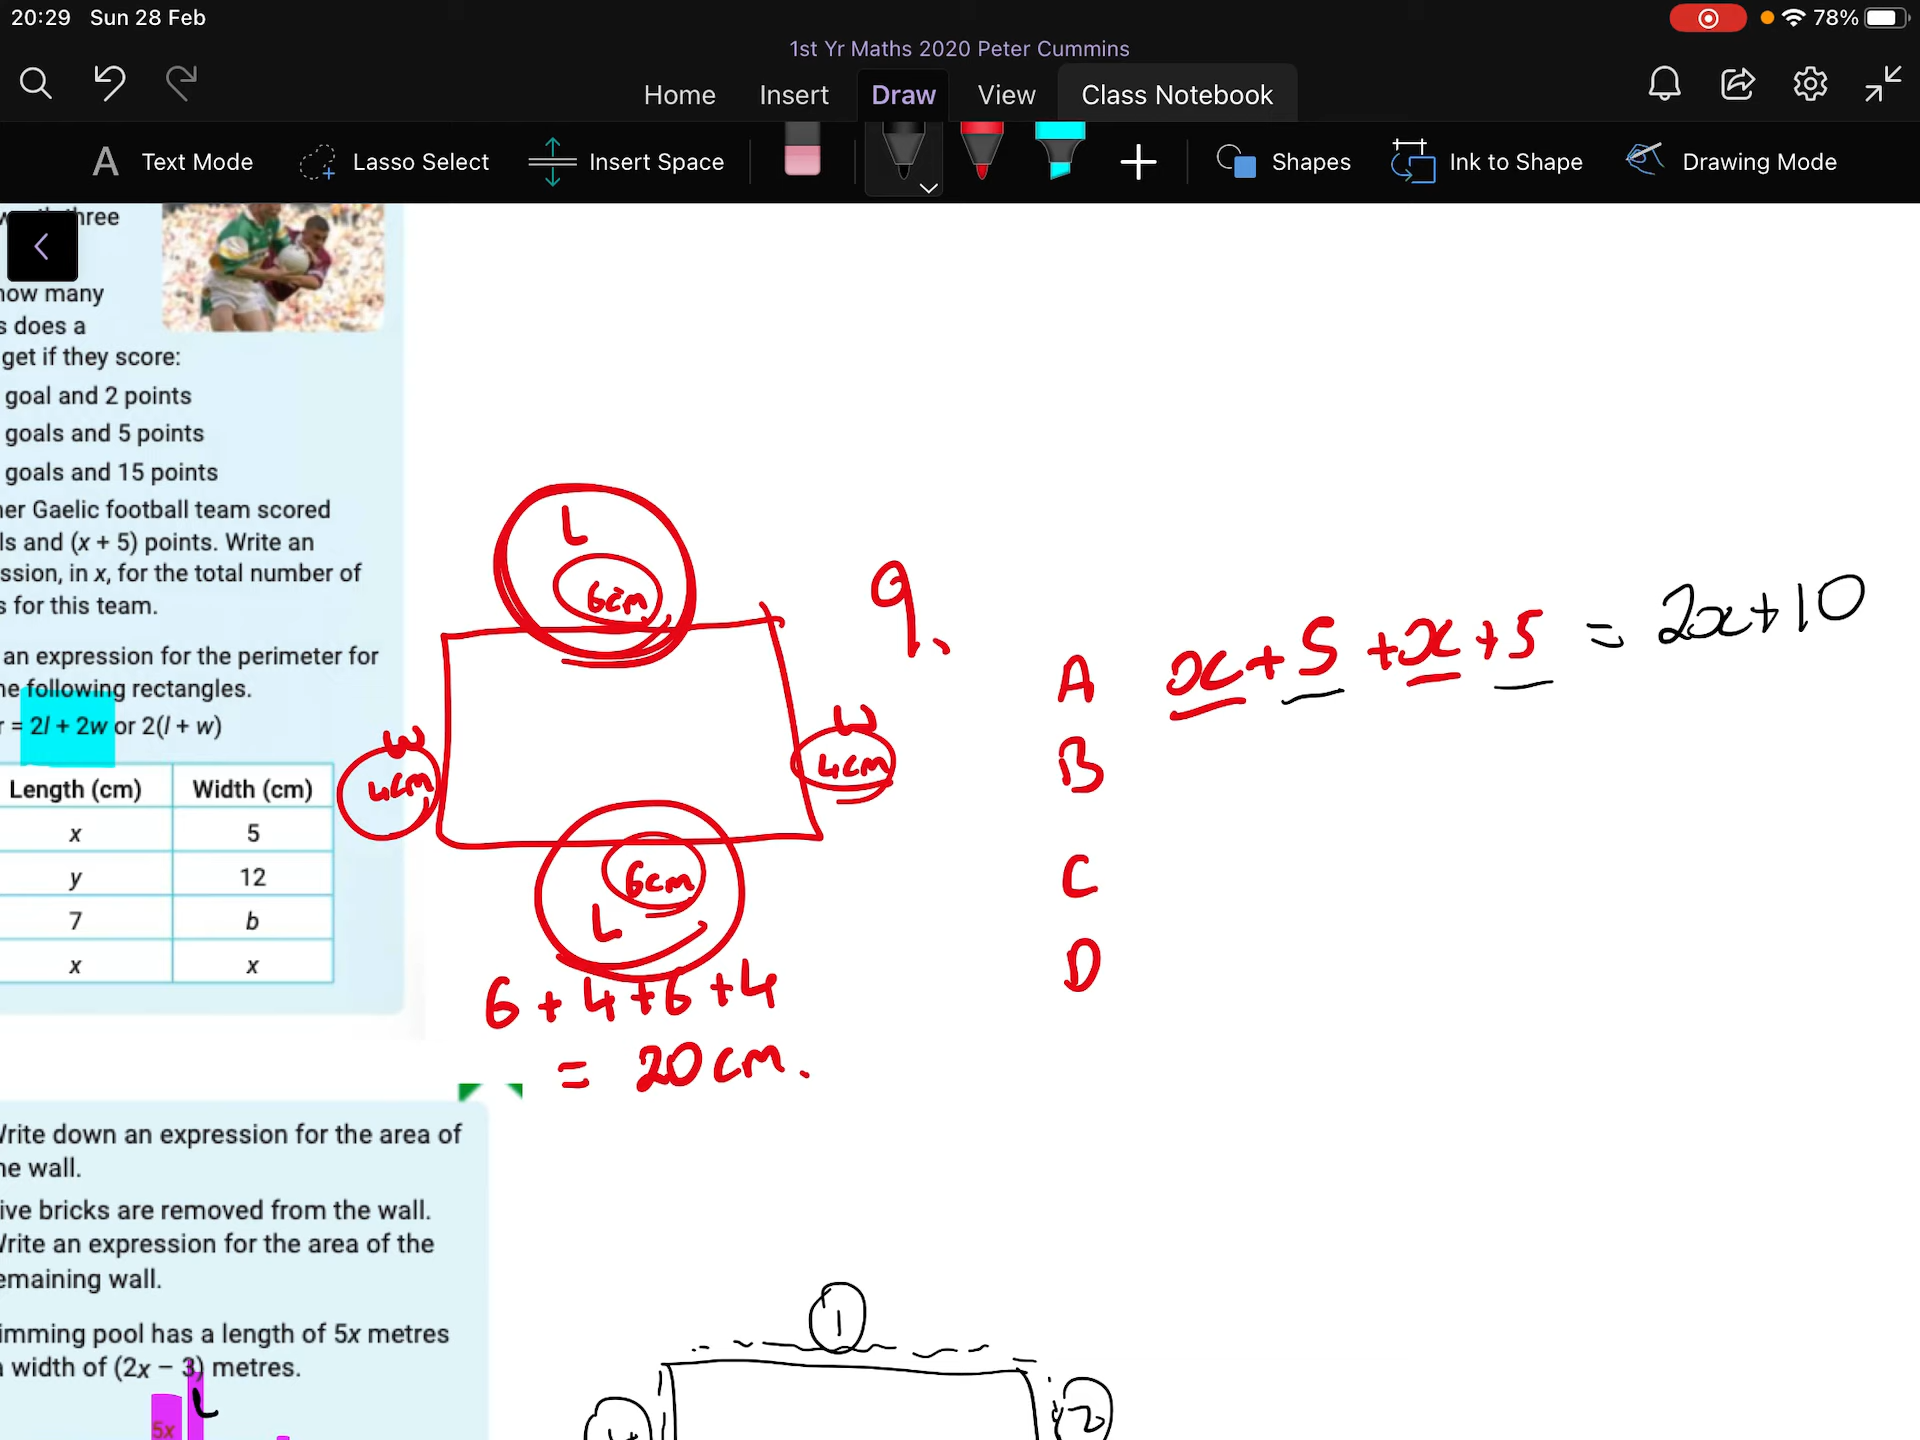 20:29 Sun 28 Feb
78%
1st Yr Maths 2020 Peter Cummins
Home Insert Draw View Class Notebook
A Text Mode Lasso Select Insert Space Shapes Ink to Shape Drawing Mode
hree
how many
s does a
get if they score:
goal and 2 points
goals and 5 points
goals and 15 points
er Gaelic football team scored
ls and (x + 5) points. Write an
ssion, in x, for the total number of
s for this team.
an expression for the perimeter for
he following rectangles.
r = 2l + 2w or 2(l + w)
Length (cm) Width (cm)
x 5
y 12
7 b
x x
L
6cm
W
4cm
W
4cm
6cm
L
6 + 4 + 6 + 4
= 20cm.
9.
A x + 5 + x + 5 = 2x + 10
B
C
D
Write down an expression for the area of
he wall.
ive bricks are removed from the wall.
Write an expression for the area of the
emaining wall.
imming pool has a length of 5x metres
a width of (2x – 3) metres.
L
5x
1
2
4